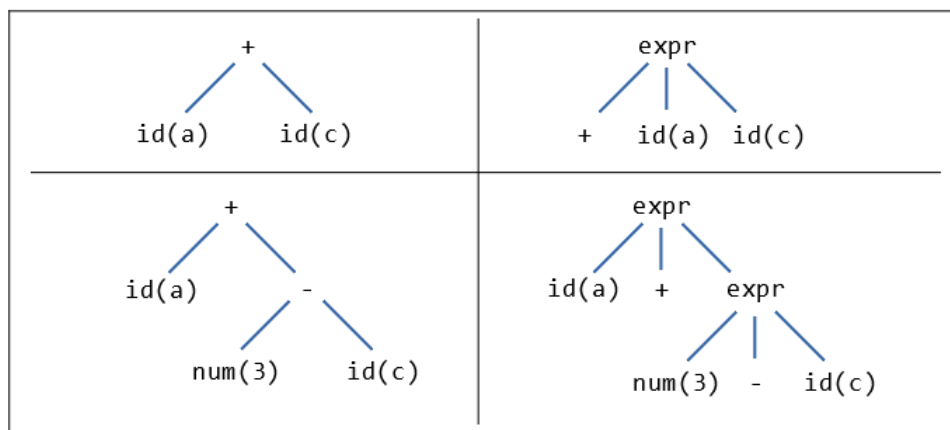 +
id(a) id(c)
expr
+ id(a) id(c)
+
id(a) -
num(3) id(c)
expr
id(a) + expr
num(3) - id(c)